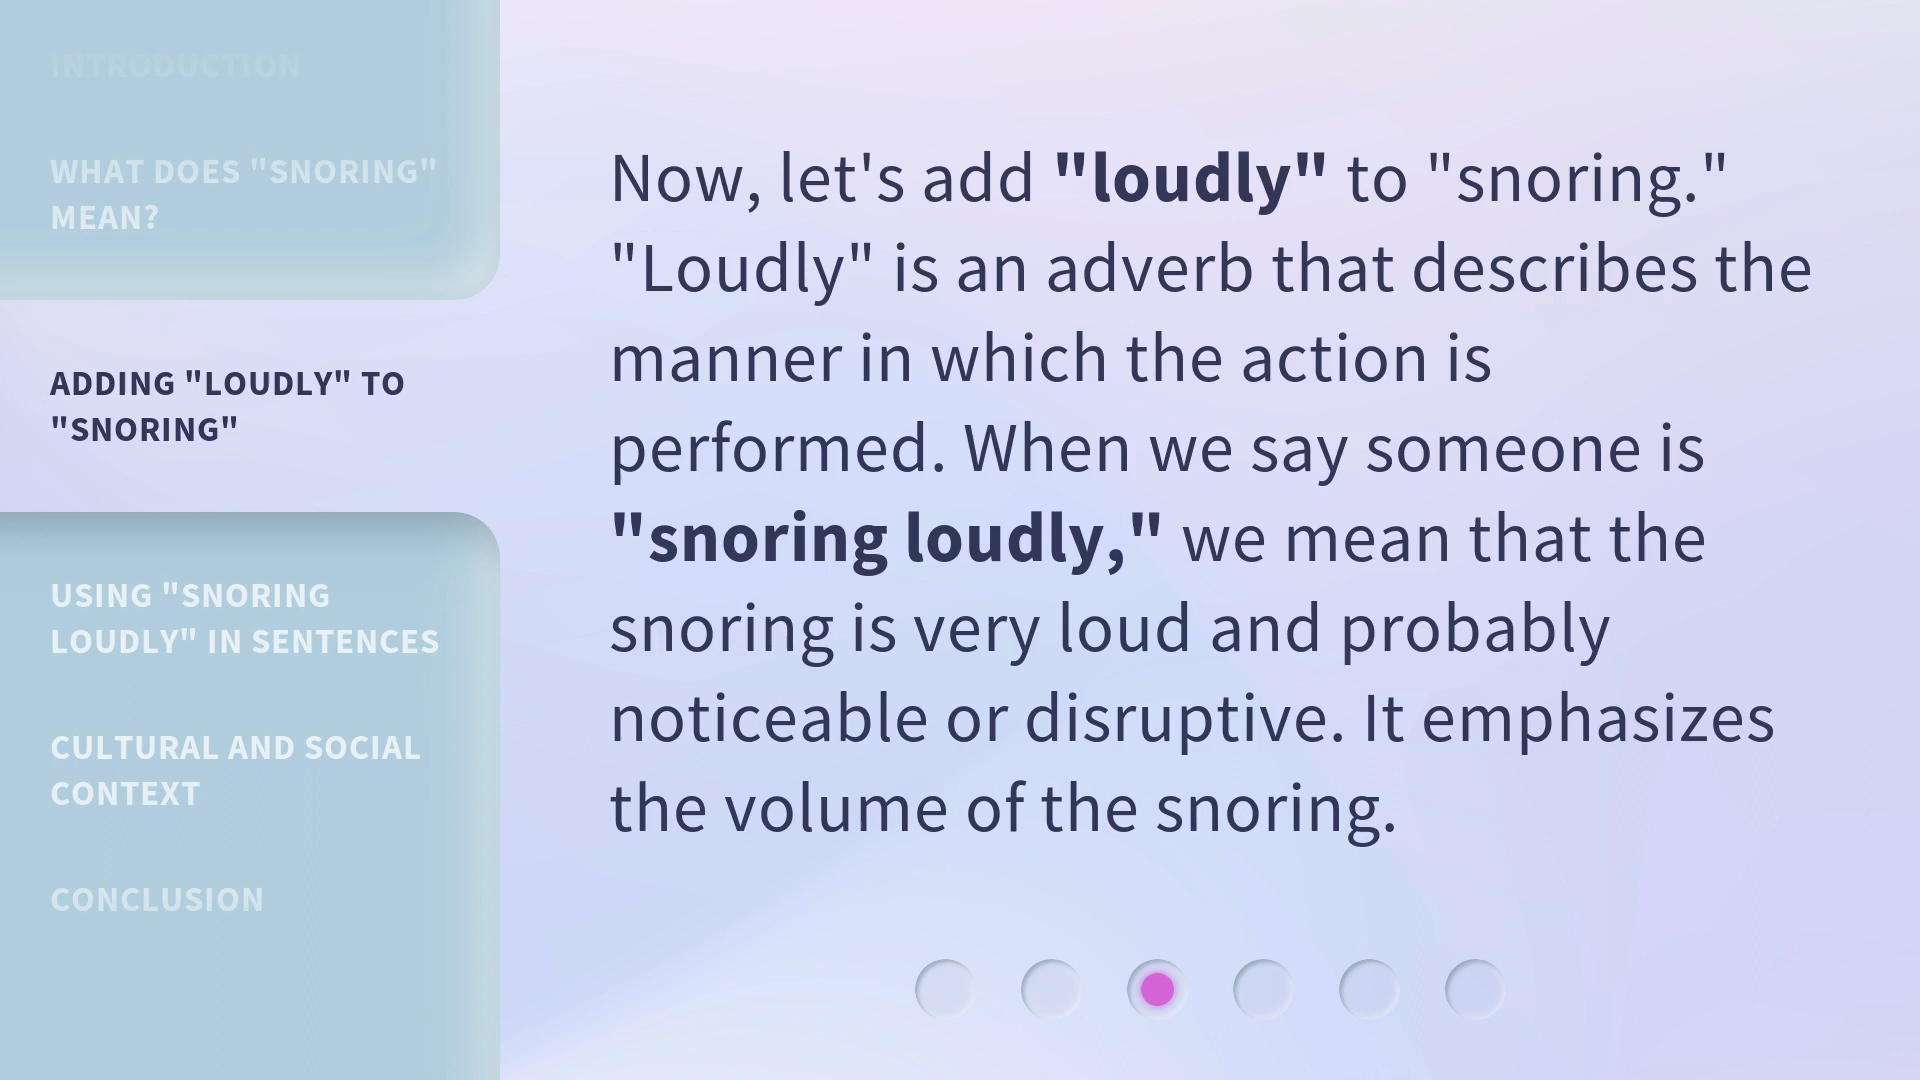 INTRODUCTION
WHAT DOES "SNORING"
MEAN?
ADDING "LOUDLY" TO
"SNORING"
USING "SNORING
LOUDLY" IN SENTENCES
CULTURAL AND SOCIAL
CONTEXT
CONCLUSION
Now, let's add "loudly" to "snoring."
"Loudly" is an adverb that describes the
manner in which the action is
performed. When we say someone is
"snoring loudly," we mean that the
snoring is very loud and probably
noticeable or disruptive. It emphasizes
the volume of the snoring.